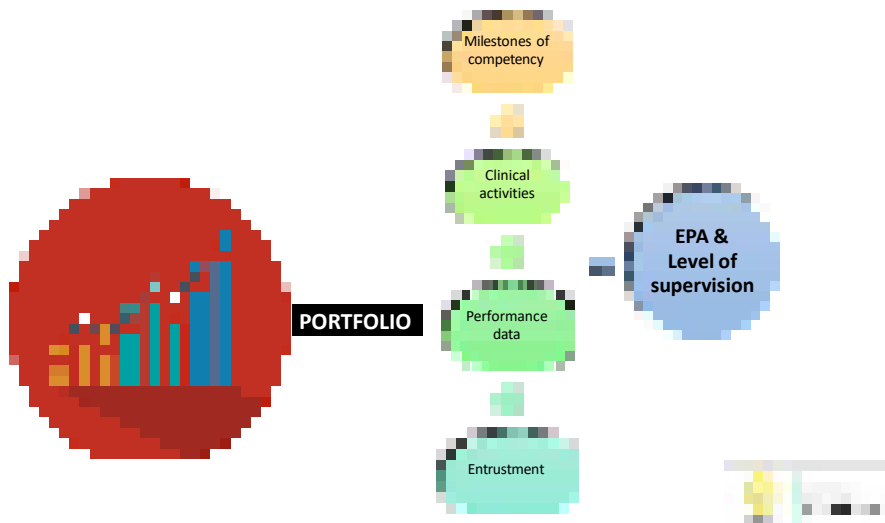 Milestones of
competency
Clinical
activities
EPA &
Level of
supervision
PORTFOLIO
Performance
data
Entrustment